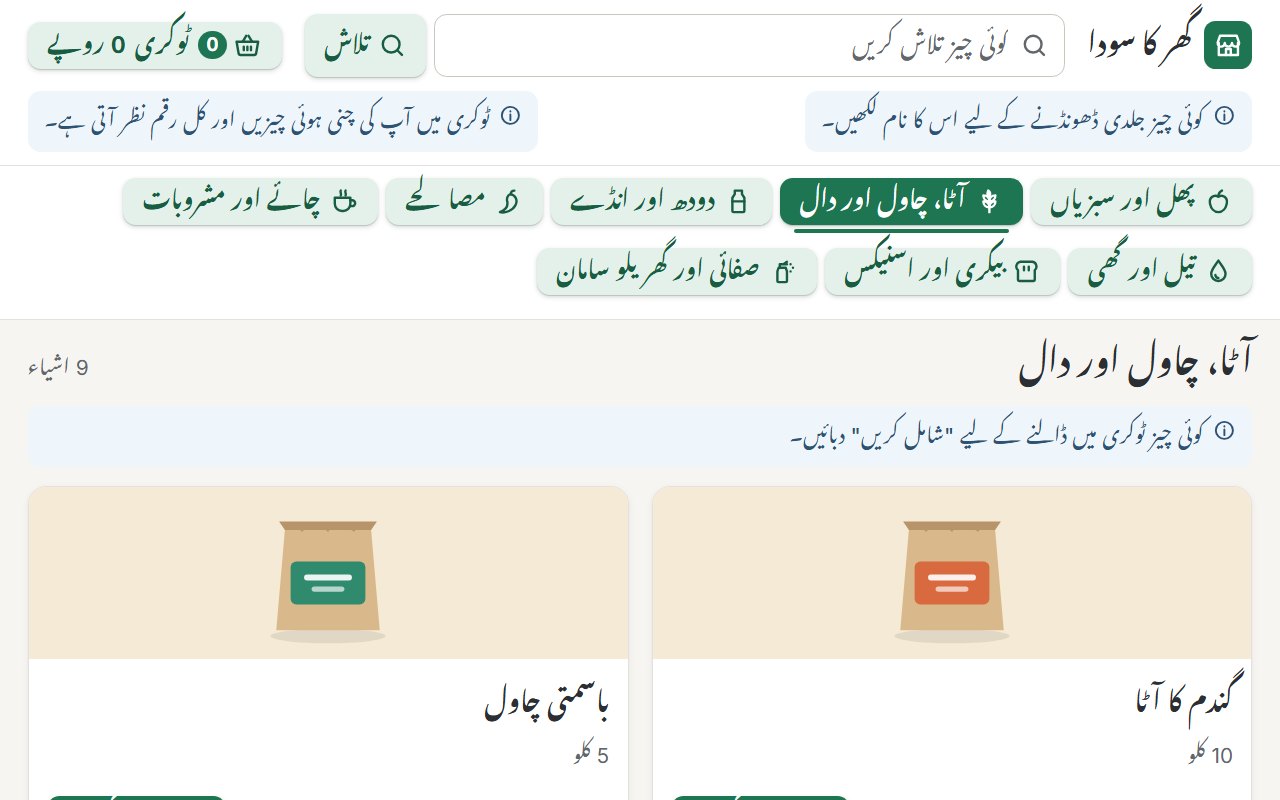 گھر کا سودا
کوئی چیز تلاش کریں
تلاش
0 ٹوکری 0 روپے
کوئی چیز جلدی ڈھونڈنے کے لیے اس کا نام لکھیں۔
ٹوکری میں آپ کی چنی ہوئی چیزیں اور کل رقم نظر آتی ہے۔
پھل اور سبزیاں
آٹا، چاول اور دال
دودھ اور انڈے
مصالحے
چائے اور مشروبات
تیل اور گھی
بیکری اور اسنیکس
صفائی اور گھریلو سامان
آٹا، چاول اور دال
9 اشیاء
کوئی چیز ٹوکری میں ڈالنے کے لیے "شامل کریں" دبائیں۔
گندم کا آٹا
10 کلو
باسمتی چاول
5 کلو